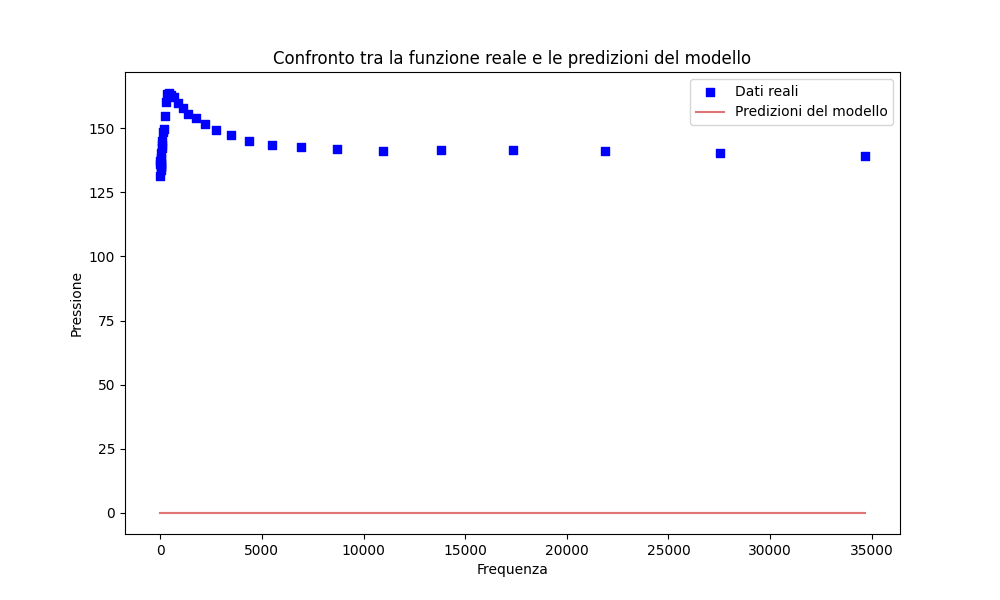 Confronto tra la funzione reale e le predizioni del modello
Dati reali
Predizioni del modello
Pressione
150
125
100
75
50
25
0
0 5000 10000 15000 20000 25000 30000 35000
Frequenza